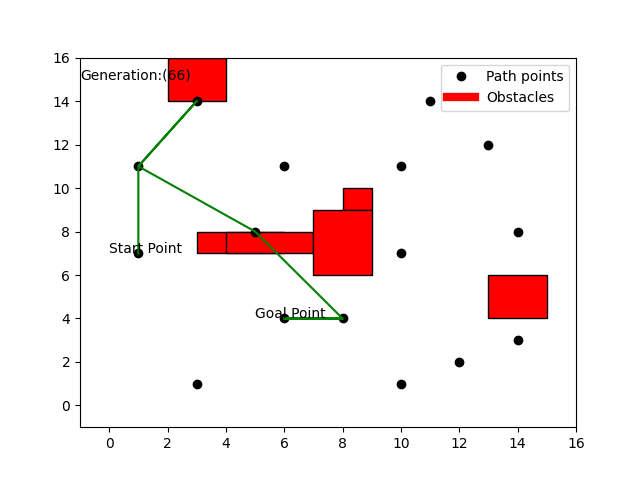 Generation:(66)
Path points
Obstacles
Start Point
Goal Point
16
14
12
10
8
6
4
2
0
0 2 4 6 8 10 12 14 16